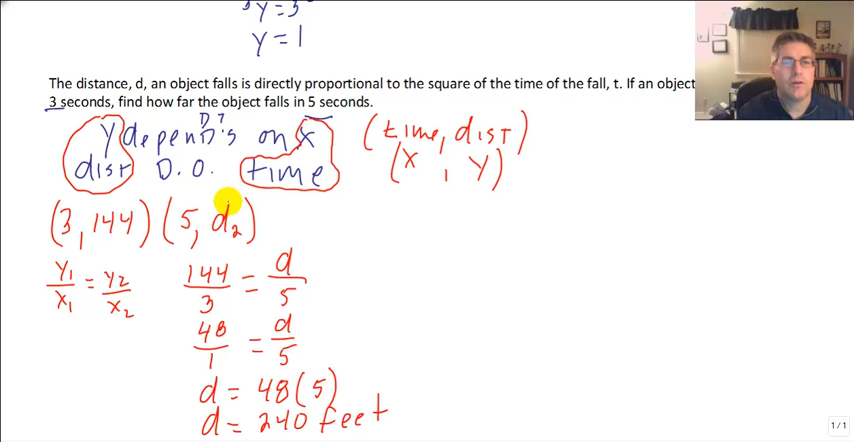 y = 3
y = 1
The distance, d, an object falls is directly proportional to the square of the time of the fall, t. If an object
3 seconds, find how far the object falls in 5 seconds.
D ?
y depenD's on x (time, dist)
dist D.O. time (x, y)
(3, 144) (5, d₂)
y₁/x₁ = y₂/x₂ 144/3 = d/5
48/1 = d/5
d = 48(5)
d = 240 feet
1 / 1